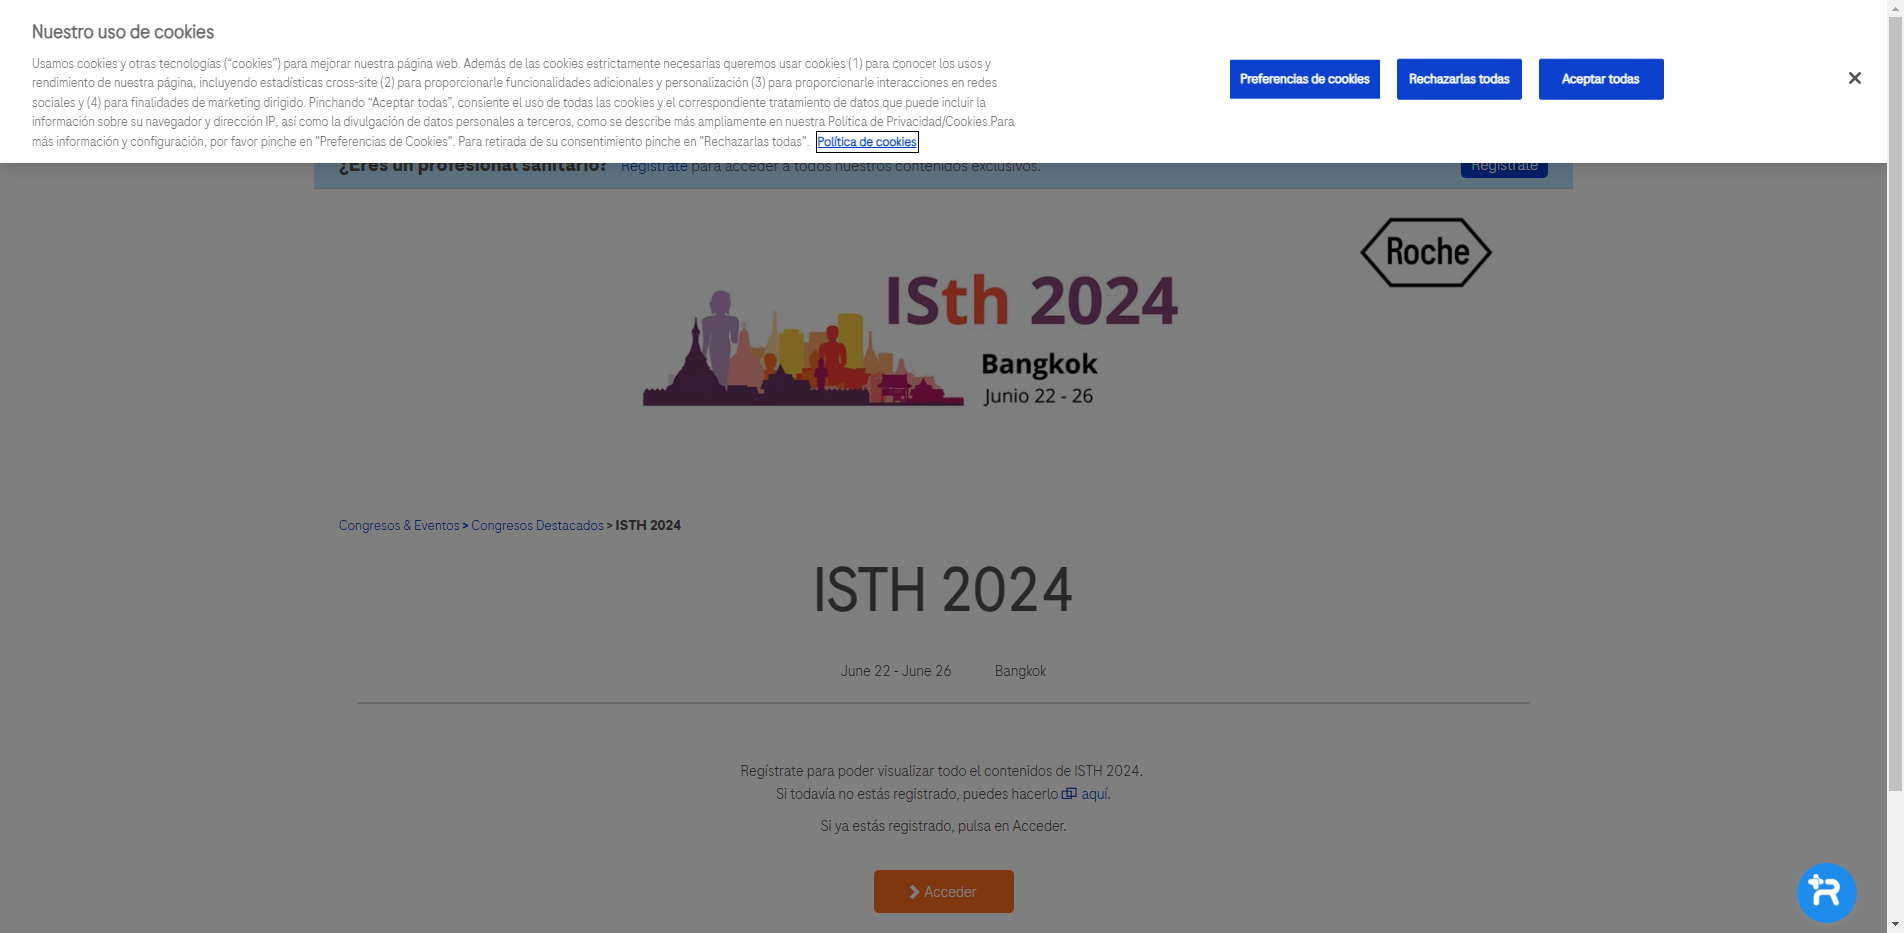 Nuestro uso de cookies
Usamos cookies y otras tecnologías (“cookies”) para mejorar nuestra página web. Además de las cookies estrictamente necesarias queremos usar cookies (1) para conocer los usos y
rendimiento de nuestra página, incluyendo estadísticas cross-site (2) para proporcionarle funcionalidades adicionales y personalización (3) para proporcionarle interacciones en redes
sociales y (4) para finalidades de marketing dirigido. Pinchando “Aceptar todas”, consiente el uso de todas las cookies y el correspondiente tratamiento de datos que puede incluir la
información sobre su navegador y dirección IP, así como la divulgación de datos personales a terceros, como se describe más ampliamente en nuestra Política de Privacidad/Cookies.Para
más información y configuración, por favor pinche en "Preferencias de Cookies". Para retirada de su consentimiento pinche en "Rechazarlas todas". Política de cookies
Preferencias de cookies Rechazarlas todas Aceptar todas
¿Eres un profesional sanitario? Regístrate para acceder a todos nuestros contenidos exclusivos. Regístrate
Roche
ISth 2024
Bangkok
Junio 22 - 26
Congresos & Eventos > Congresos Destacados > ISTH 2024
ISTH 2024
June 22 - June 26 Bangkok
Regístrate para poder visualizar todo el contenidos de ISTH 2024.
Si todavía no estás registrado, puedes hacerlo aquí.
Si ya estás registrado, pulsa en Acceder.
Acceder